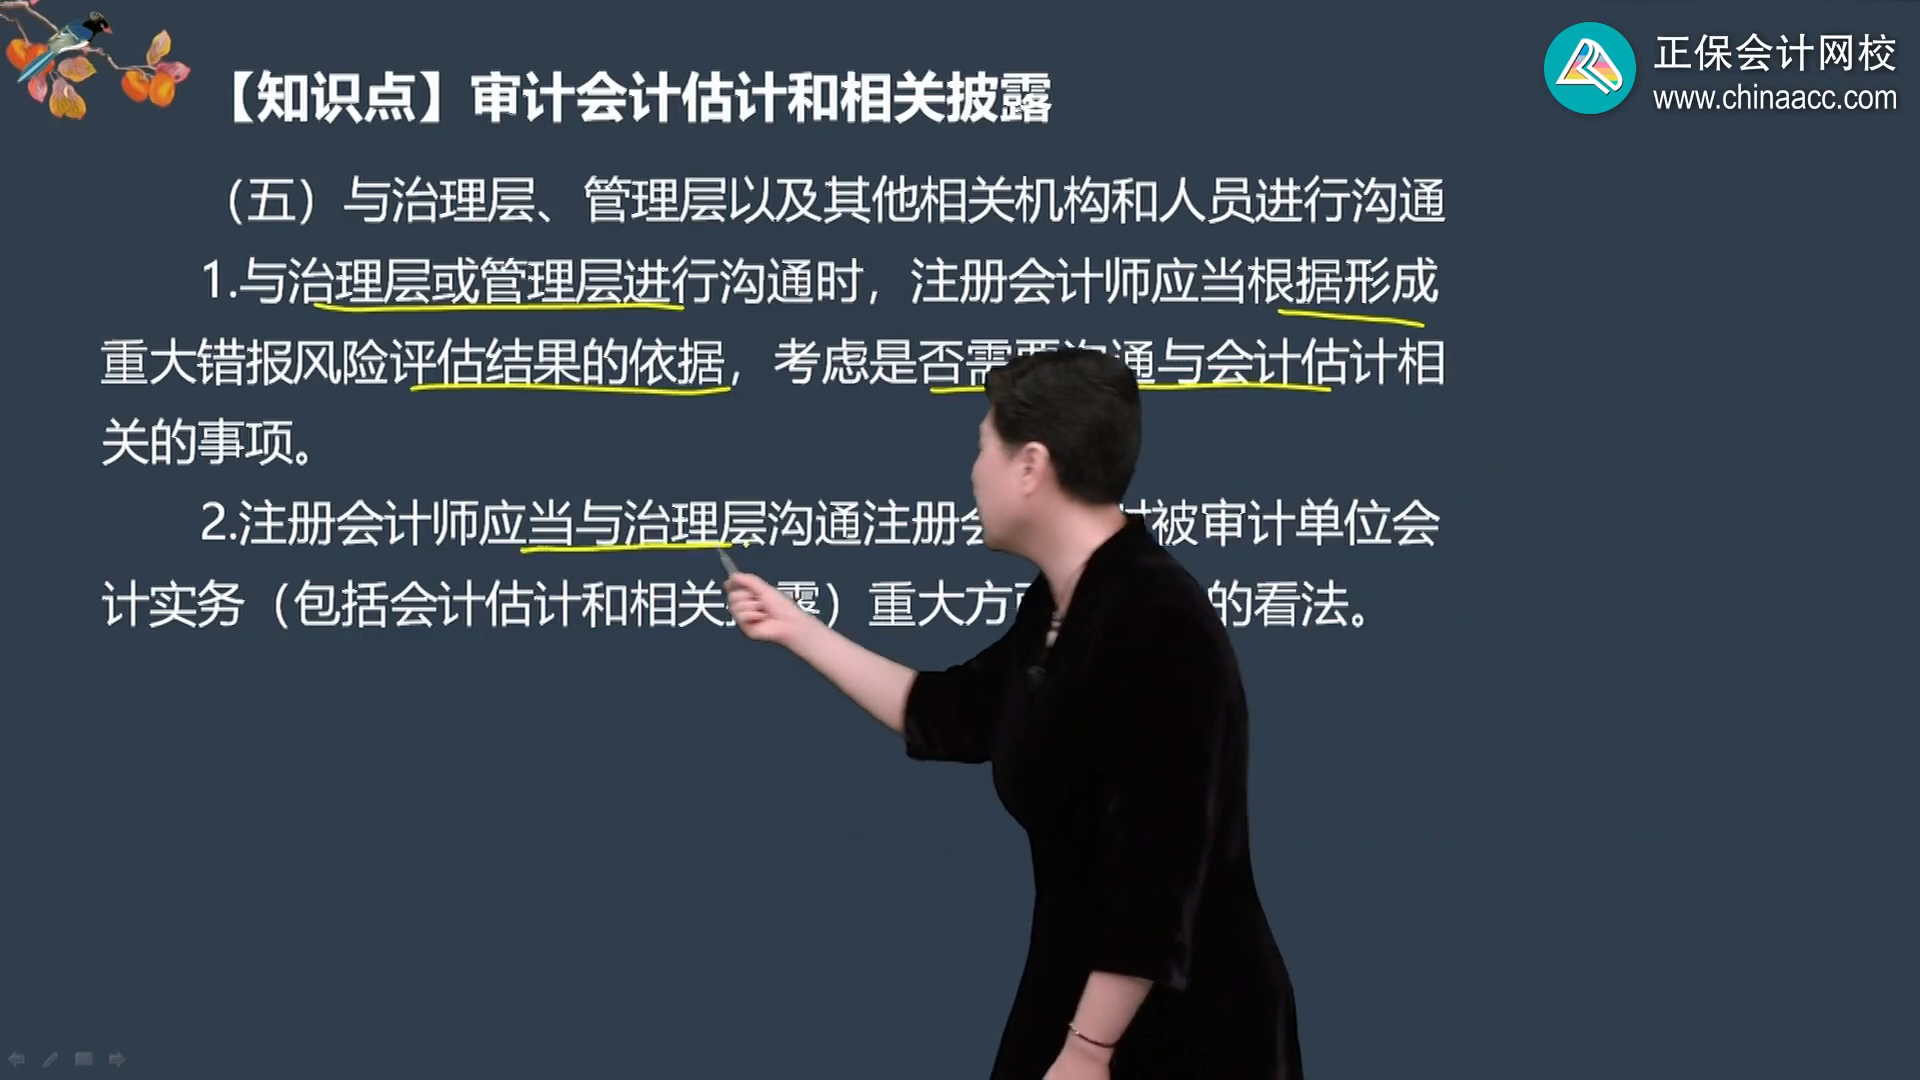 正保会计网校
www.chinaacc.com
【知识点】审计会计估计和相关披露
（五）与治理层、管理层以及其他相关机构和人员进行沟通
1.与治理层或管理层进行沟通时，注册会计师应当根据形成
重大错报风险评估结果的依据，考虑是否需要沟通与会计估计相
关的事项。
2.注册会计师应当与治理层沟通注册会 被审计单位会
计实务（包括会计估计和相关 露）重大方 的看法。